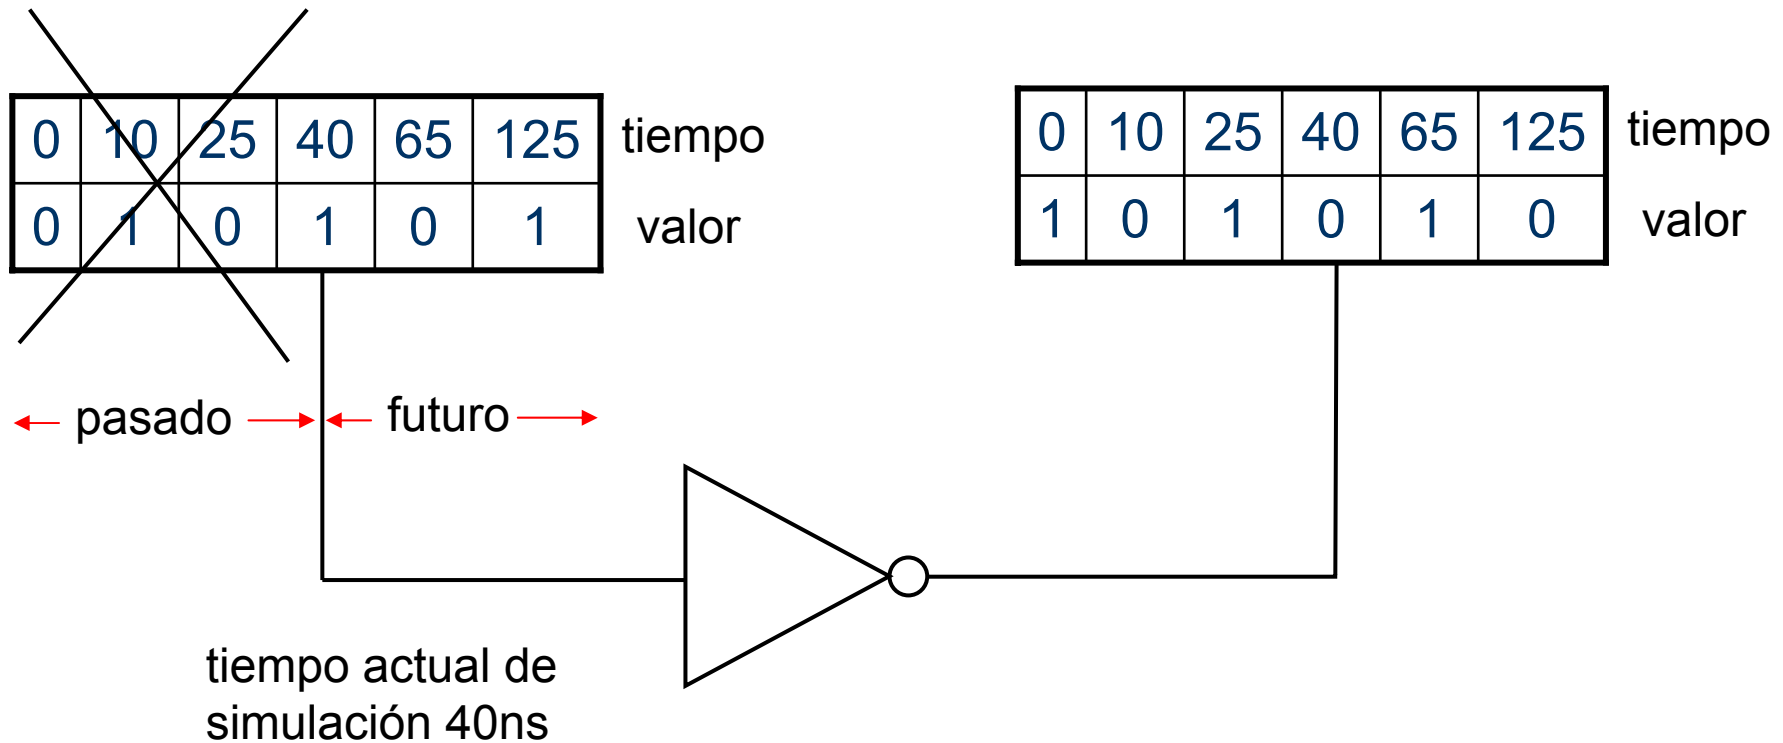 0 10 25 40 65 125 tiempo
0 1 0 1 0 1 valor
0 10 25 40 65 125 tiempo
1 0 1 0 1 0 valor
pasado futuro
tiempo actual de
simulación 40ns